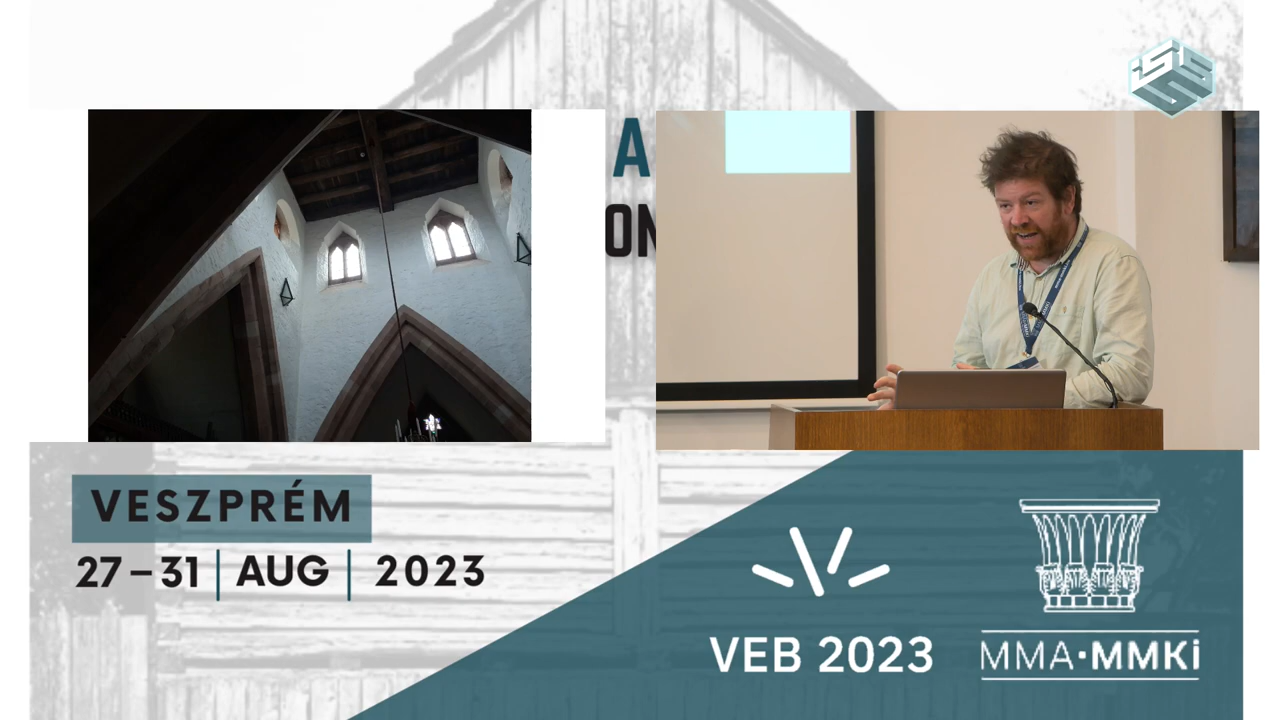 A
ON
VESZPRÉM
27–31 | AUG | 2023
VEB 2023
MMA·MMKi